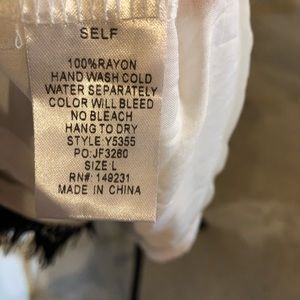 SELF
100%RAYON
HAND WASH COLD
WATER SEPARATELY
COLOR WILL BLEED
NO BLEACH
HANG TO DRY
STYLE:Y5355
PO:JF3260
SIZE:L
RN#: 149231
MADE IN CHINA